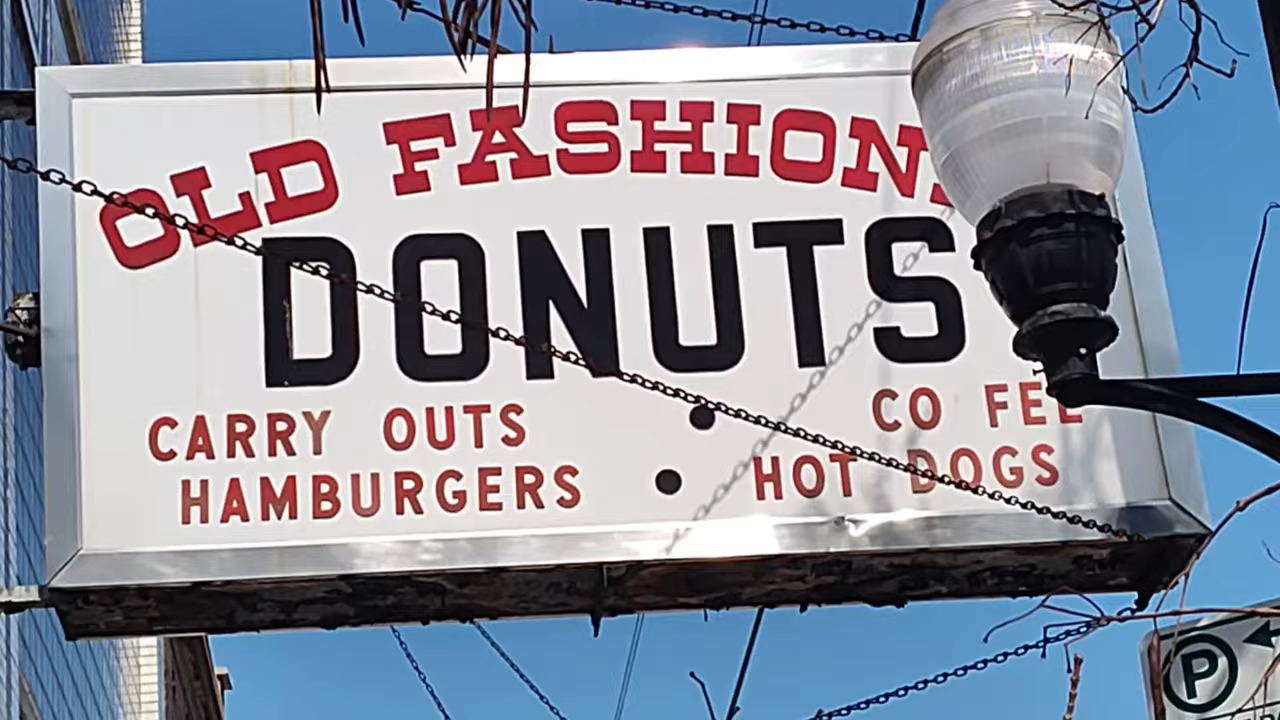 OLD FASHION
DONUTS
CARRY OUTS • CO FEE
HAMBURGERS • HOT DOGS
P